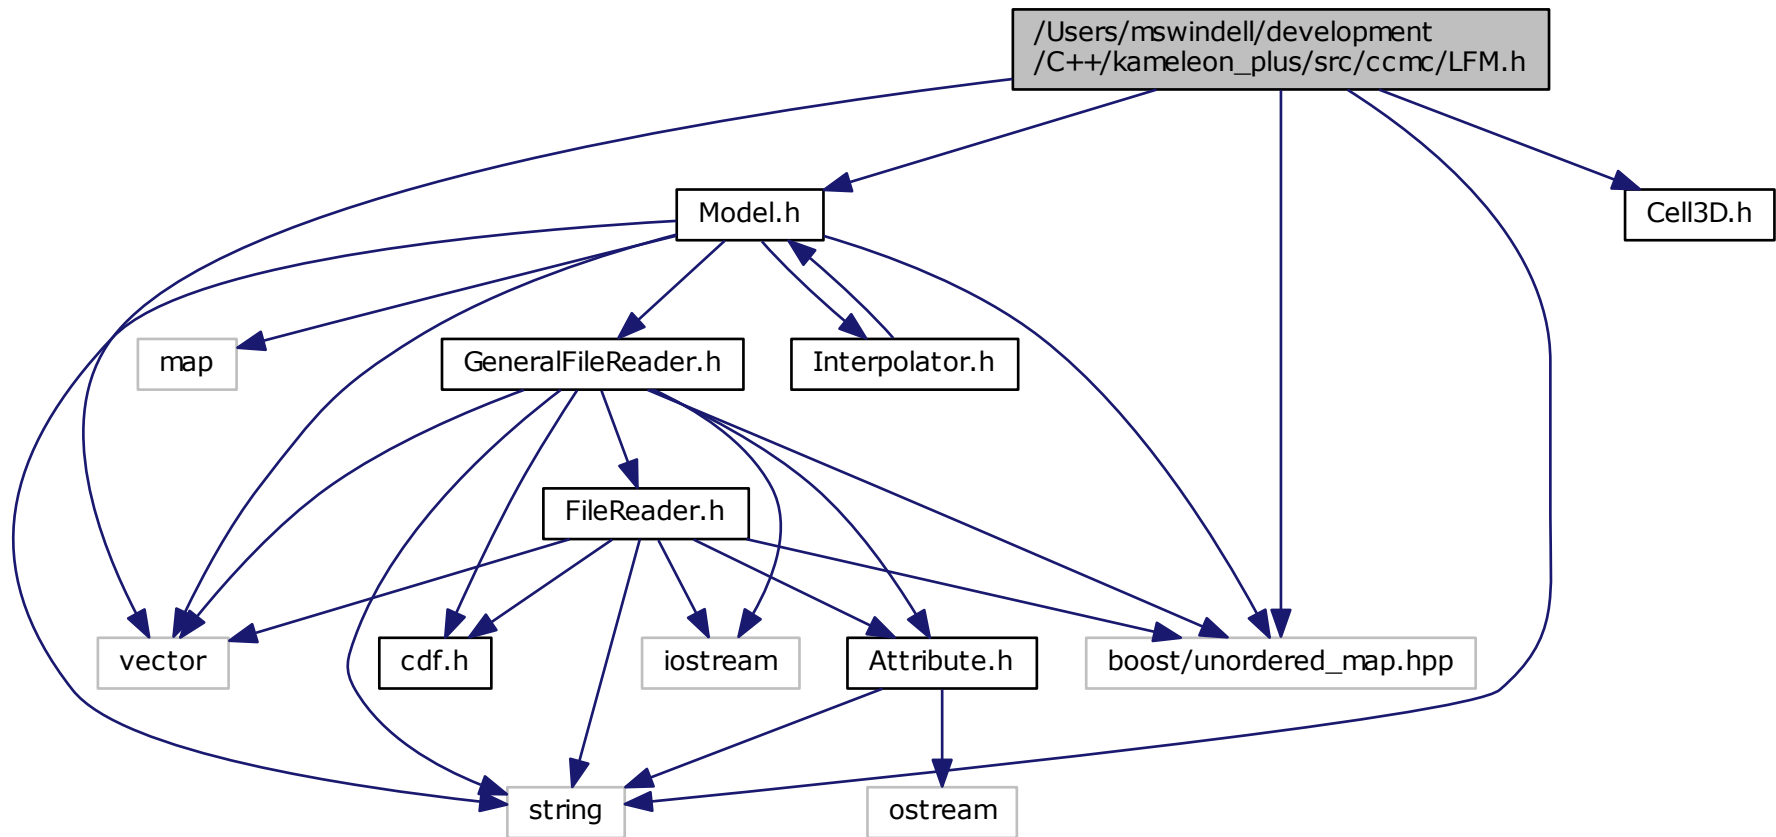 /Users/mswindell/development
/C++/kameleon_plus/src/ccmc/LFM.h
Model.h
Cell3D.h
map
GeneralFileReader.h
Interpolator.h
FileReader.h
vector
cdf.h
iostream
Attribute.h
boost/unordered_map.hpp
string
ostream